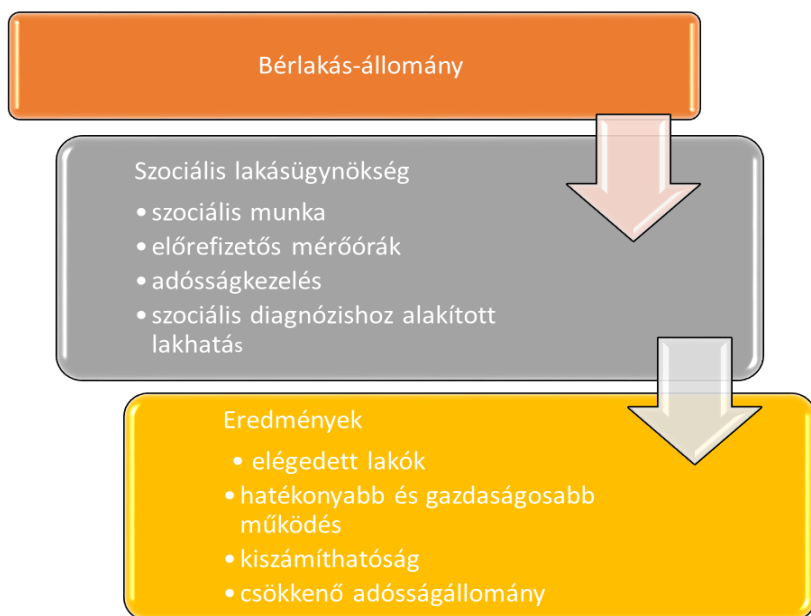 Bérlakás-állomány
Szociális lakásügynökség
• szociális munka
• előrefizetős mérőórák
• adósságkezelés
• szociális diagnózishoz alakított
lakhatás
Eredmények
• elégedett lakók
• hatékonyabb és gazdaságosabb
működés
• kiszámíthatóság
• csökkenő adósságállomány